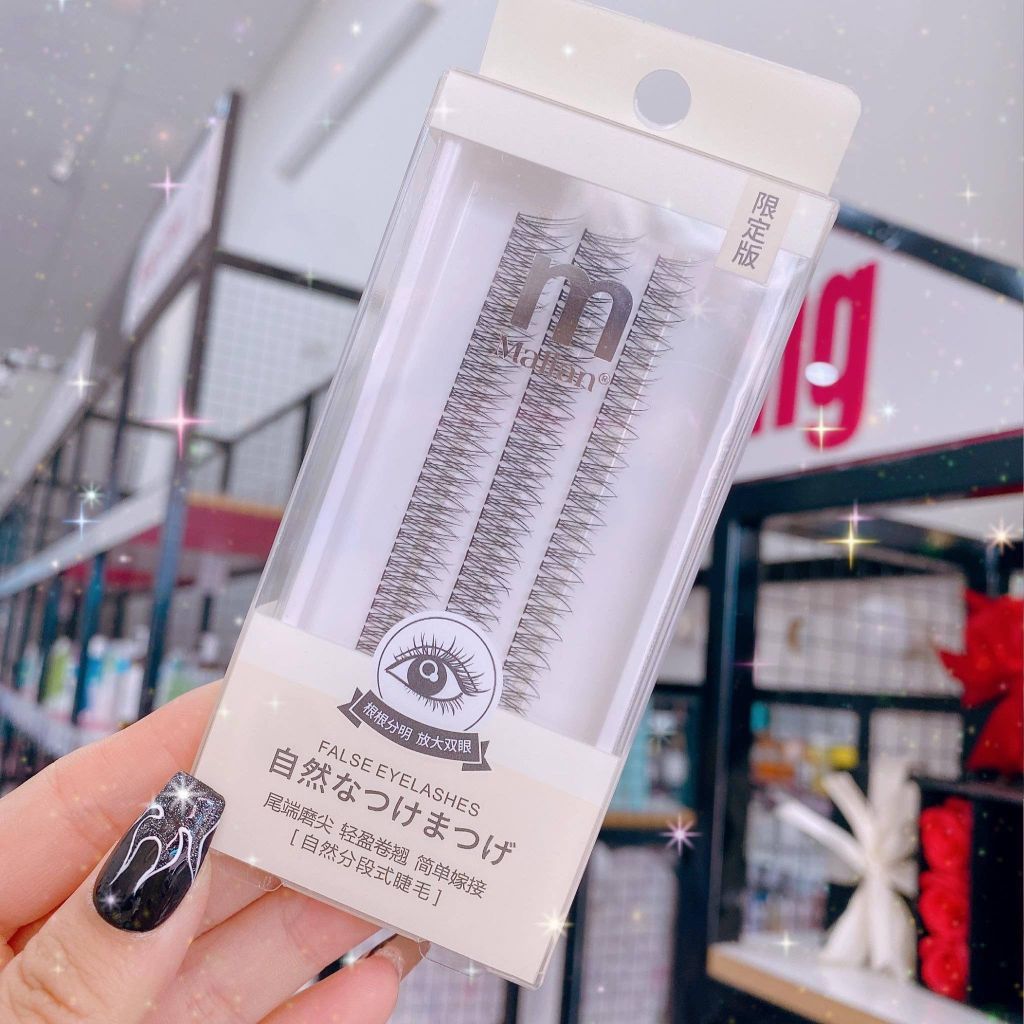 限定版
m
Mallan®
根根分明 放大双眼
FALSE EYELASHES
自然なつけまつげ
尾端磨尖 轻盈卷翘 简单嫁接
[自然分段式睫毛]